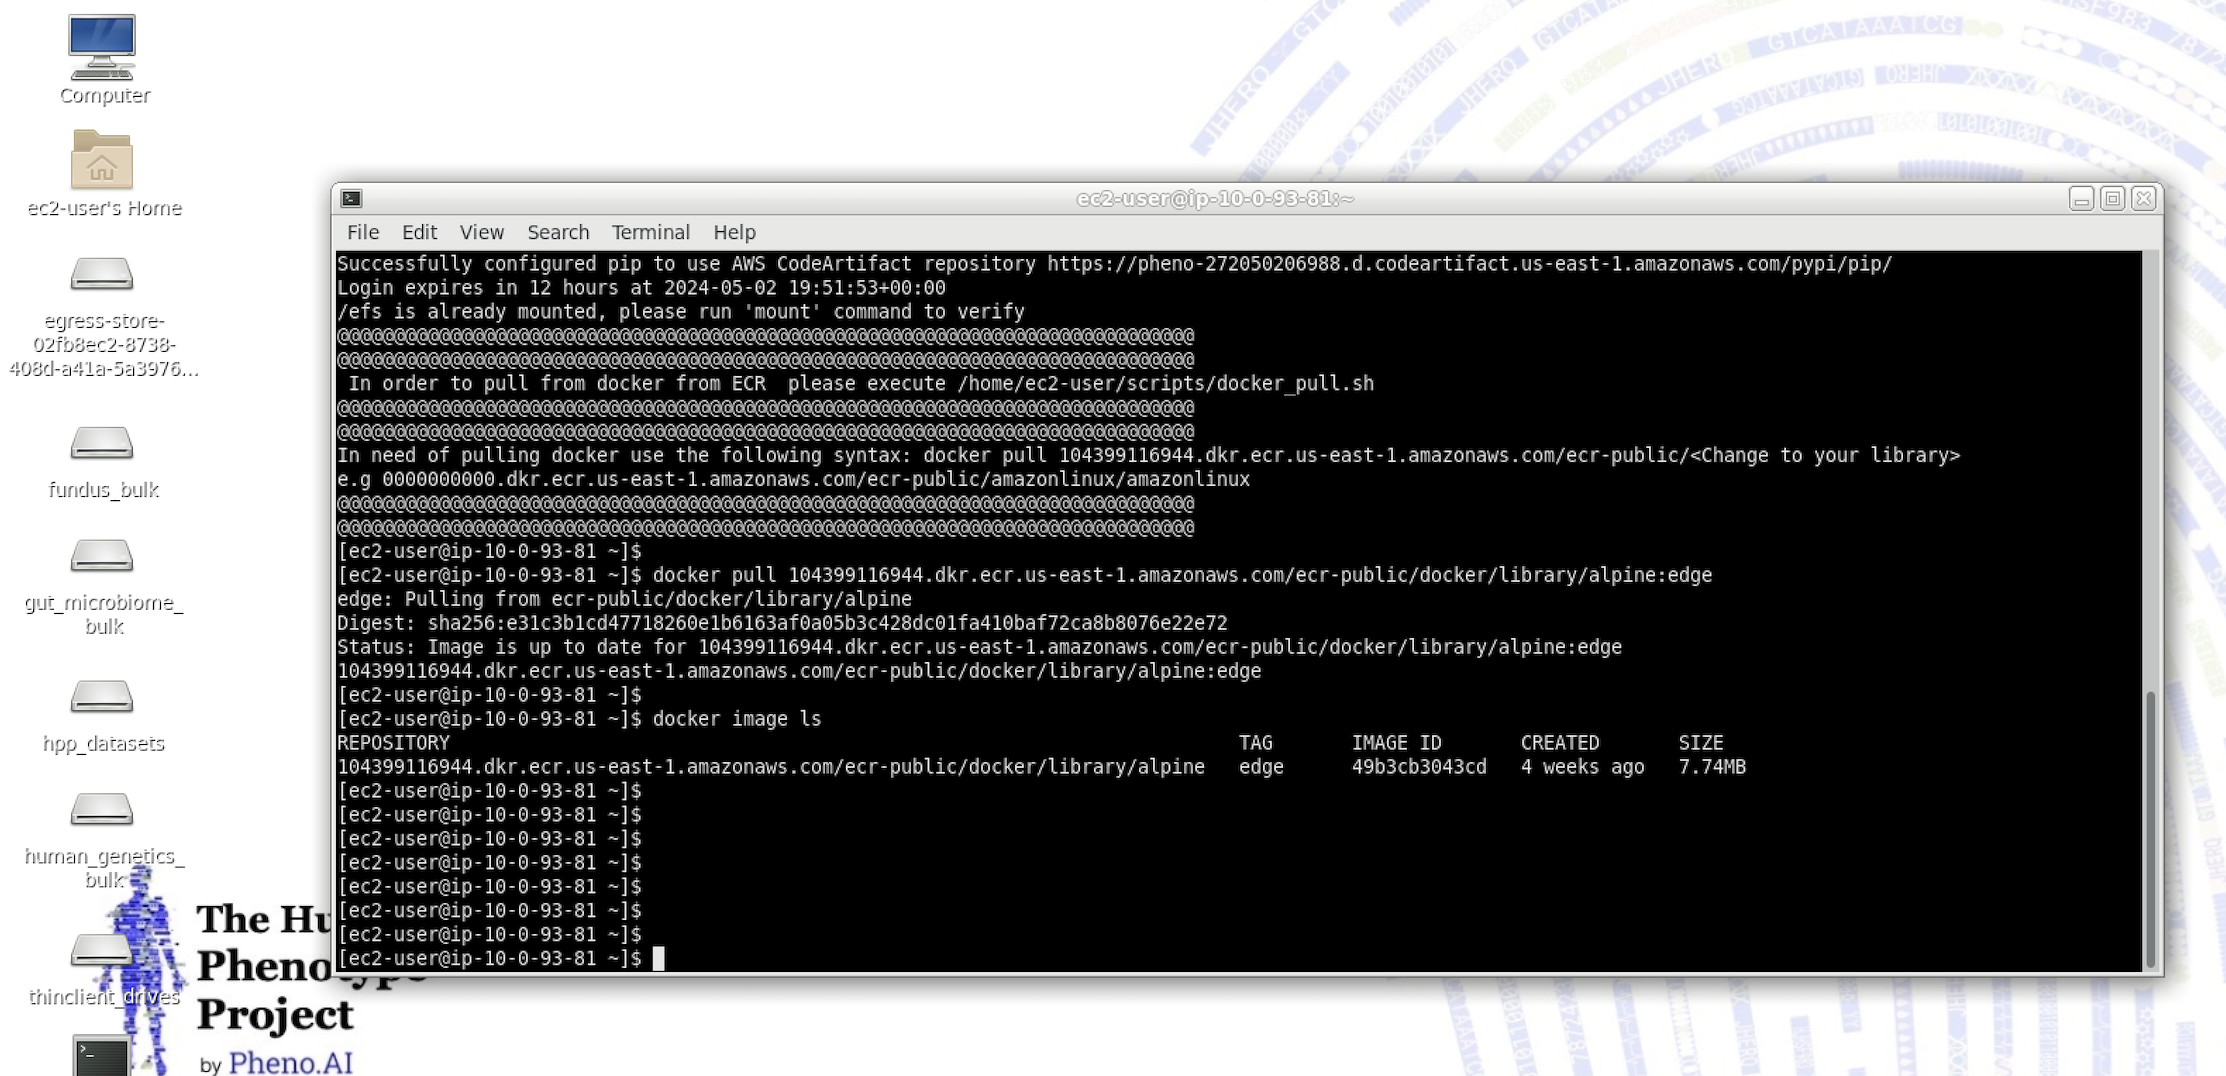 Computer
ec2-user's Home
egress-store-
02fb8ec2-8738-
408d-a41a-5a3976...
fundus_bulk
gut_microbiome_
bulk
hpp_datasets
human_genetics_
bulk
thinclient_drives
The Hu
Phenotype
Project
by Pheno.AI
ec2-user@ip-10-0-93-81:~
File Edit View Search Terminal Help
Successfully configured pip to use AWS CodeArtifact repository https://pheno-272050206988.d.codeartifact.us-east-1.amazonaws.com/pypi/pip/
Login expires in 12 hours at 2024-05-02 19:51:53+00:00
/efs is already mounted, please run 'mount' command to verify
@@@@@@@@@@@@@@@@@@@@@@@@@@@@@@@@@@@@@@@@@@@@@@@@@@@@@@@@@@@@@@@@@@@@@@@@@@@@
@@@@@@@@@@@@@@@@@@@@@@@@@@@@@@@@@@@@@@@@@@@@@@@@@@@@@@@@@@@@@@@@@@@@@@@@@@@@
In order to pull from docker from ECR  please execute /home/ec2-user/scripts/docker_pull.sh
@@@@@@@@@@@@@@@@@@@@@@@@@@@@@@@@@@@@@@@@@@@@@@@@@@@@@@@@@@@@@@@@@@@@@@@@@@@@
@@@@@@@@@@@@@@@@@@@@@@@@@@@@@@@@@@@@@@@@@@@@@@@@@@@@@@@@@@@@@@@@@@@@@@@@@@@@
In need of pulling docker use the following syntax: docker pull 104399116944.dkr.ecr.us-east-1.amazonaws.com/ecr-public/<Change to your library>
e.g 0000000000.dkr.ecr.us-east-1.amazonaws.com/ecr-public/amazonlinux/amazonlinux
@@@@@@@@@@@@@@@@@@@@@@@@@@@@@@@@@@@@@@@@@@@@@@@@@@@@@@@@@@@@@@@@@@@@@@@@@@@@
@@@@@@@@@@@@@@@@@@@@@@@@@@@@@@@@@@@@@@@@@@@@@@@@@@@@@@@@@@@@@@@@@@@@@@@@@@@@
[ec2-user@ip-10-0-93-81 ~]$
[ec2-user@ip-10-0-93-81 ~]$ docker pull 104399116944.dkr.ecr.us-east-1.amazonaws.com/ecr-public/docker/library/alpine:edge
edge: Pulling from ecr-public/docker/library/alpine
Digest: sha256:e31c3b1cd47718260e1b6163af0a05b3c428dc01fa410baf72ca8b8076e22e72
Status: Image is up to date for 104399116944.dkr.ecr.us-east-1.amazonaws.com/ecr-public/docker/library/alpine:edge
104399116944.dkr.ecr.us-east-1.amazonaws.com/ecr-public/docker/library/alpine:edge
[ec2-user@ip-10-0-93-81 ~]$
[ec2-user@ip-10-0-93-81 ~]$ docker image ls
REPOSITORY TAG IMAGE ID CREATED SIZE
104399116944.dkr.ecr.us-east-1.amazonaws.com/ecr-public/docker/library/alpine edge 49b3cb3043cd 4 weeks ago 7.74MB
[ec2-user@ip-10-0-93-81 ~]$
[ec2-user@ip-10-0-93-81 ~]$
[ec2-user@ip-10-0-93-81 ~]$
[ec2-user@ip-10-0-93-81 ~]$
[ec2-user@ip-10-0-93-81 ~]$
[ec2-user@ip-10-0-93-81 ~]$
[ec2-user@ip-10-0-93-81 ~]$
[ec2-user@ip-10-0-93-81 ~]$